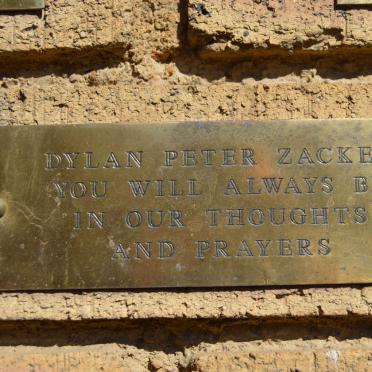 DYLAN PETER ZACKE
YOU WILL ALWAYS B
IN OUR THOUGHTS
AND PRAYERS